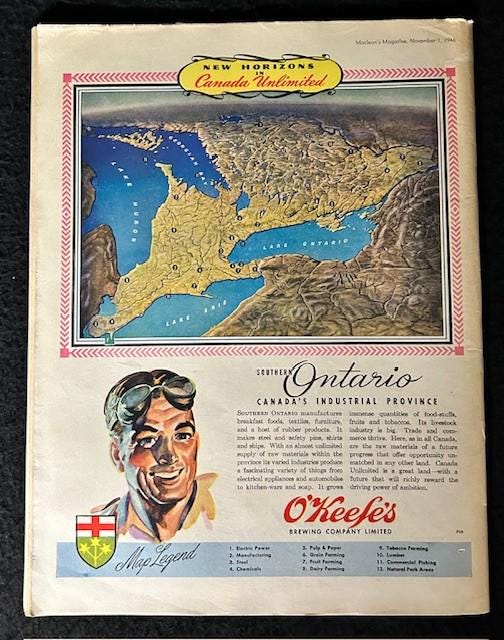 Maclean's Magazine, November 1, 1946
NEW HORIZONS
IN
Canada Unlimited
GEORGIAN BAY
LAKE HURON
LAKE ONTARIO
LAKE ERIE
SOUTHERN Ontario
CANADA'S INDUSTRIAL PROVINCE
SOUTHERN ONTARIO manufactures
breakfast foods, textiles, furniture,
and a host of rubber products. It
makes steel and safety pins, shirts
and ships. With an almost unlimited
supply of raw materials within the
province its varied industries produce
a fascinating variety of things from
electrical appliances and automobiles
to kitchen-ware and soap. It grows
immense quantities of food-stuffs,
fruits and tobacco. Its livestock
industry is big. Trade and com-
merce thrive. Here, as in all Canada,
are the raw materials of a future
progress that offer opportunity un-
matched in any other land. Canada
Unlimited is a great land—with a
future that will richly reward the
driving power of ambition.
O'Keefe's
BREWING COMPANY LIMITED
Map Legend
1. Electric Power
2. Manufacturing
3. Steel
4. Chemicals
5. Pulp & Paper
6. Grain Farming
7. Fruit Farming
8. Dairy Farming
9. Tobacco Farming
10. Lumber
11. Commercial Fishing
12. Natural Park Areas